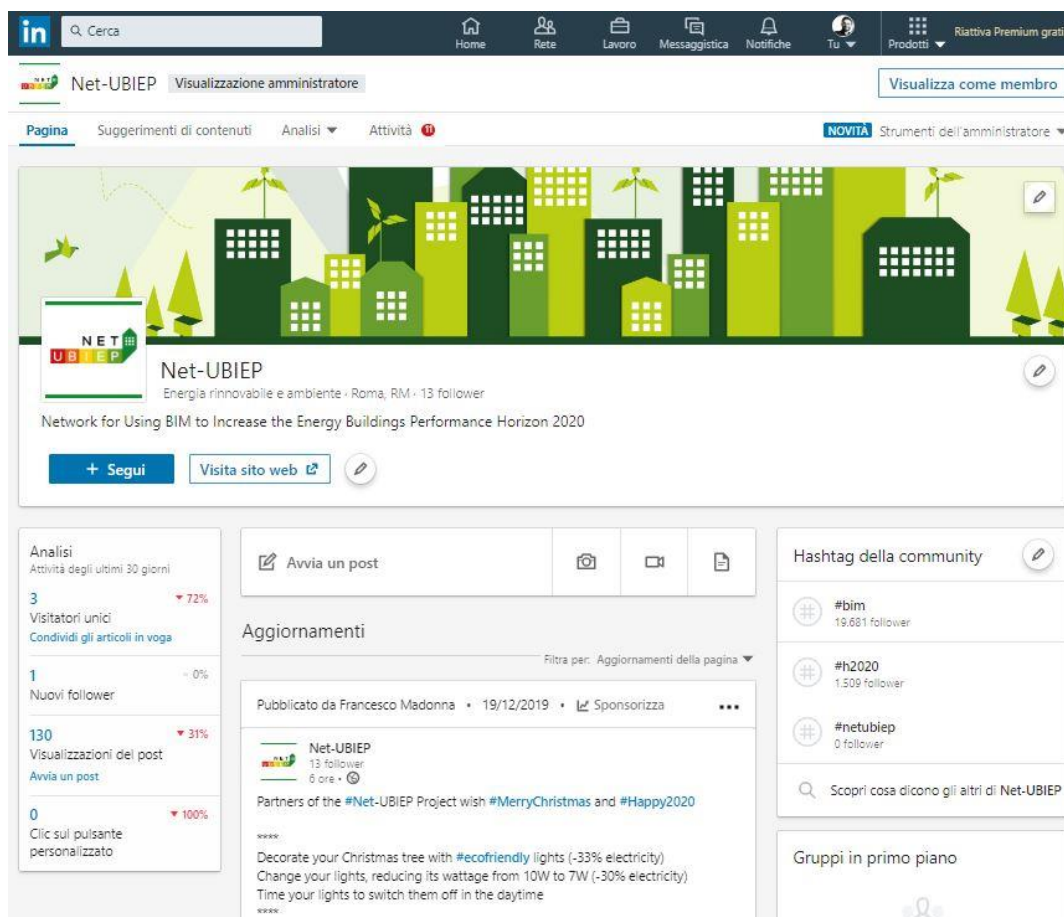 in
Cerca
Home
Rete
Lavoro
Messaggistica
Notifiche
Tu
Prodotti
Riattiva Premium grati
Net-UBIEP
Visualizzazione amministratore
Visualizza come membro
Pagina
Suggerimenti di contenuti
Analisi
Attività 11
NOVITÀ Strumenti dell'amministratore
NET
UBIEP
Net-UBIEP
Energia rinnovabile e ambiente · Roma, RM · 13 follower
Network for Using BIM to Increase the Energy Buildings Performance Horizon 2020
+ Segui
Visita sito web
Analisi
Attività degli ultimi 30 giorni
3 ▼ 72%
Visitatori unici
Condividi gli articoli in voga
1 - 0%
Nuovi follower
130 ▼ 31%
Visualizzazioni del post
Avvia un post
0 ▼ 100%
Clic sul pulsante
personalizzato
Avvia un post
Aggiornamenti
Filtra per: Aggiornamenti della pagina
Pubblicato da Francesco Madonna • 19/12/2019 • Sponsorizza
Net-UBIEP
13 follower
6 ore •
Partners of the #Net-UBIEP Project wish #MerryChristmas and #Happy2020
****
Decorate your Christmas tree with #ecofriendly lights (-33% electricity)
Change your lights, reducing its wattage from 10W to 7W (-30% electricity)
Time your lights to switch them off in the daytime
****
Hashtag della community
#bim
19.681 follower
#h2020
1.509 follower
#netubiep
0 follower
Scopri cosa dicono gli altri di Net-UBIEP
Gruppi in primo piano